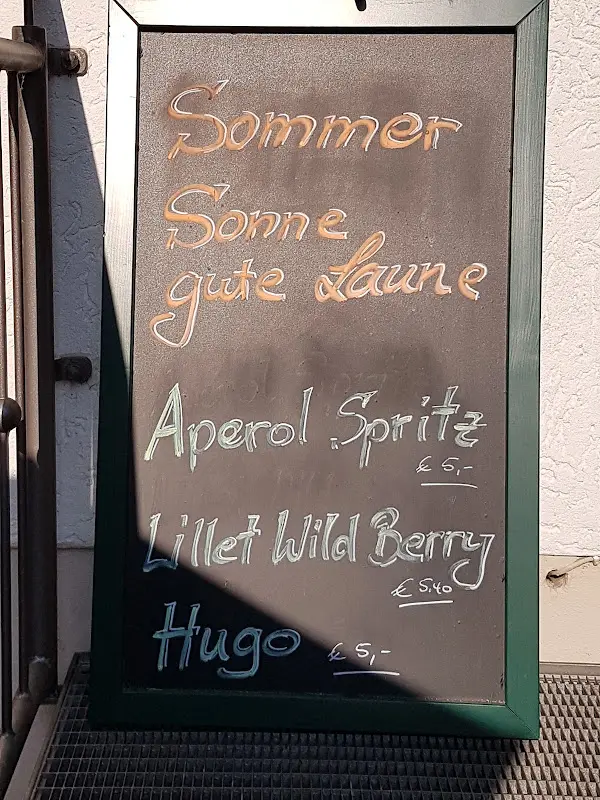 Sommer
Sonne
gute Laune
Aperol Spritz
€ 5,-
Lillet Wild Berry
€ 5.40
Hugo € 5,-